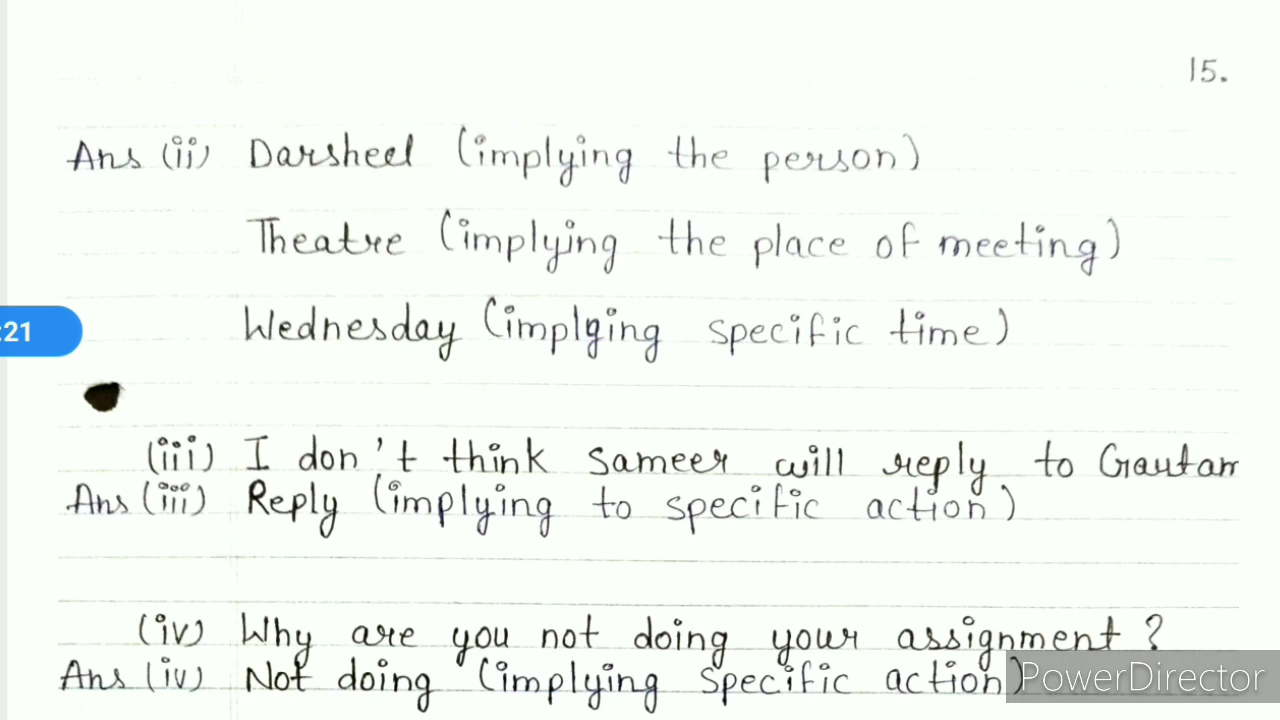 15.
Ans (ii) Darsheel (implying the person)
Theatre (implying the place of meeting)
Wednesday (implying specific time)
:21
(iii) I don't think Sameer will reply to Gautam
Ans (iii) Reply (implying to specific action)
(iv) Why are you not doing your assignment ?
Ans (iv) Not doing (implying specific action)
PowerDirector